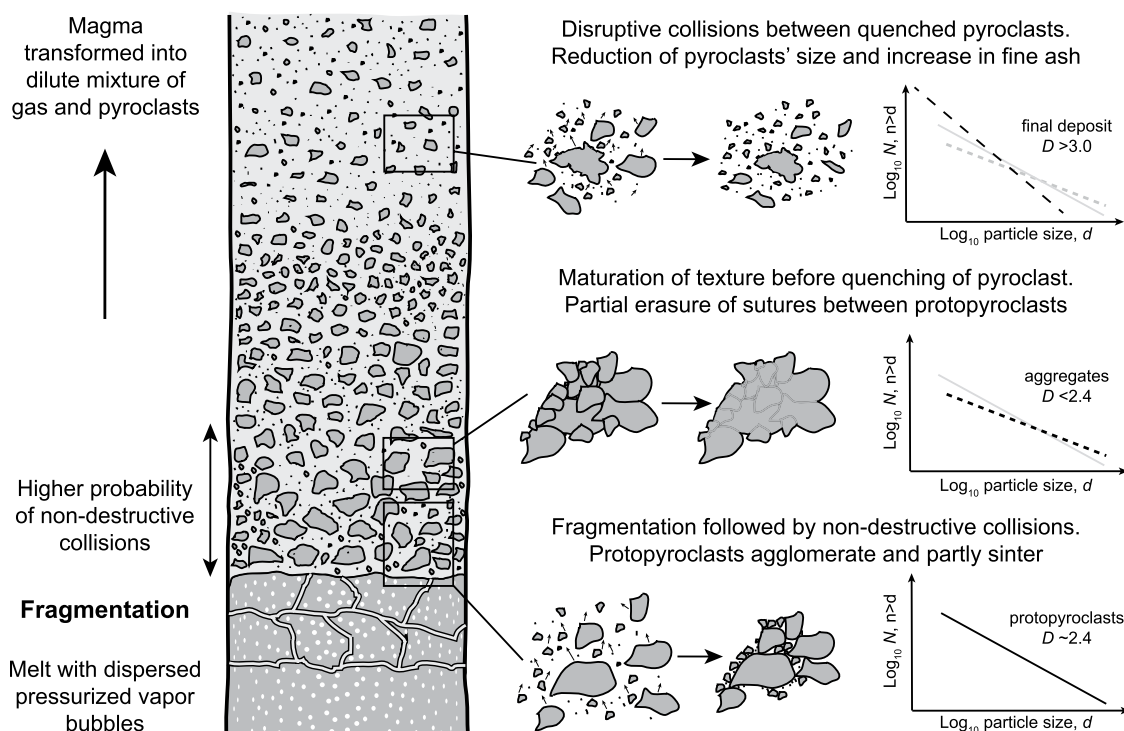 Magma
transformed into
dilute mixture of
gas and pyroclasts
Higher probability
of non-destructive
collisions
Fragmentation
Melt with dispersed
pressurized vapor
bubbles
Disruptive collisions between quenched pyroclasts.
Reduction of pyroclasts’ size and increase in fine ash
Log10 N, n>d
final deposit
D >3.0
Log10 particle size, d
Maturation of texture before quenching of pyroclast.
Partial erasure of sutures between protopyroclasts
Log10 N, n>d
aggregates
D <2.4
Log10 particle size, d
Fragmentation followed by non-destructive collisions.
Protopyroclasts agglomerate and partly sinter
Log10 N, n>d
protopyroclasts
D ~2.4
Log10 particle size, d